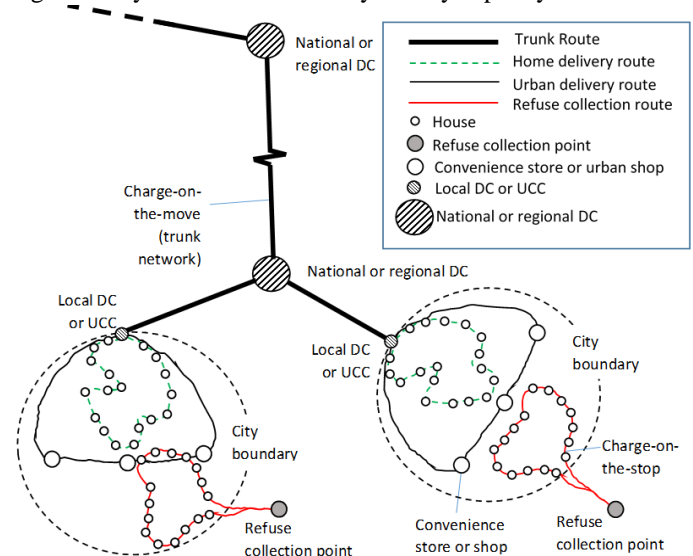 National or
regional DC
Trunk Route
Home delivery route
Urban delivery route
Refuse collection route
House
Refuse collection point
Convenience store or urban shop
Local DC or UCC
National or regional DC
Charge-on-
the-move
(trunk
network)
National or regional DC
Local DC
or UCC
Local DC
or UCC
City
boundary
City
boundary
Charge-on-
the-stop
Refuse
collection point
Convenience
store or shop
Refuse
collection point